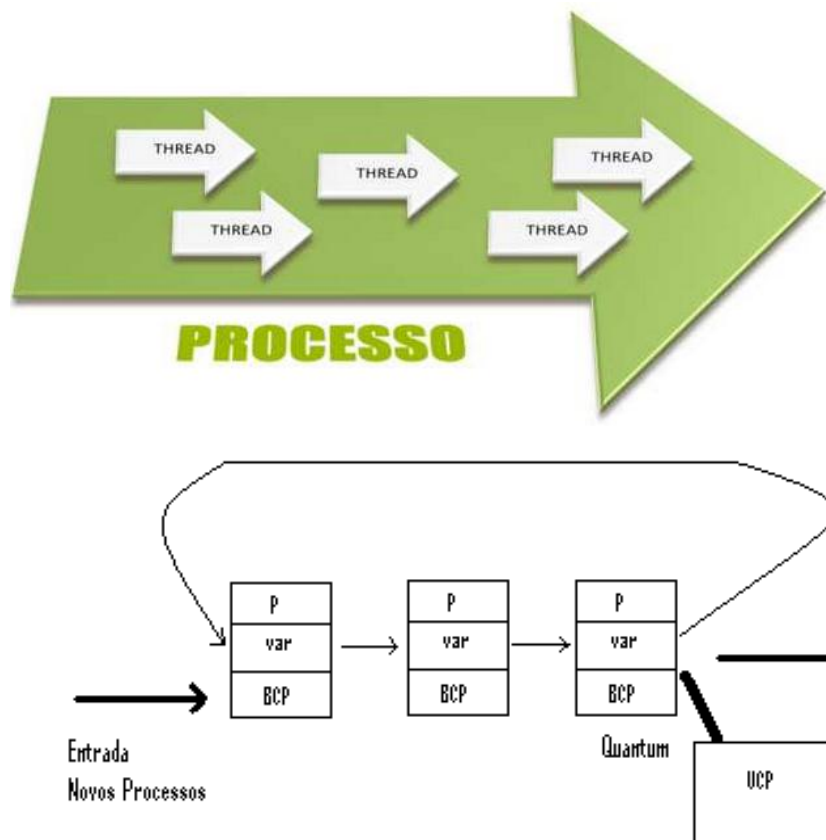 THREAD
THREAD
THREAD
THREAD
THREAD
PROCESSO
P
P
P
var
var
var
BCP
BCP
BCP
Entrada
Novos Processos
Quantum
UCP